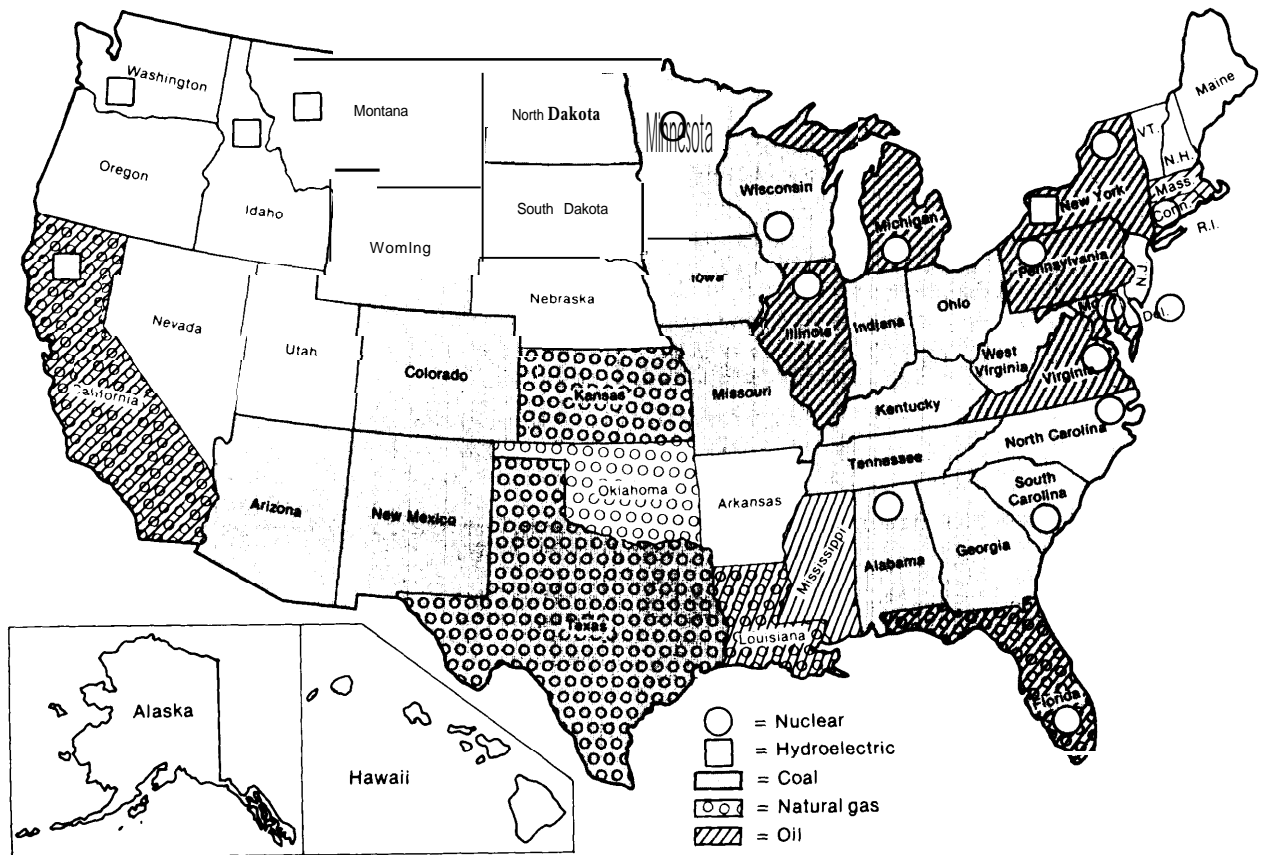 Washington
Montana
North Dakota
Minnesota
Maine
VT.
N.H.
Oregon
Idaho
Womlng
South Dakota
Wisconsin
Michigan
New York
Mass.
Conn.
R.I.
Iowa
Pennsylvania
N.J
Nebraska
Nevada
Utah
Colorado
California
Kansas
Missouri
Illinois
Indiana
Ohio
West
Virginia
Virginia
Md
Del.
Kentucky
North Carolina
Tennessee
South
Carolina
Arizona
New Mexico
Oklahoma
Arkansas
Mississippi
Alabama
Georgia
Texas
Louisiana
Florida
Alaska
Hawaii
= Nuclear
= Hydroelectric
= Coal
= Natural gas
= Oil